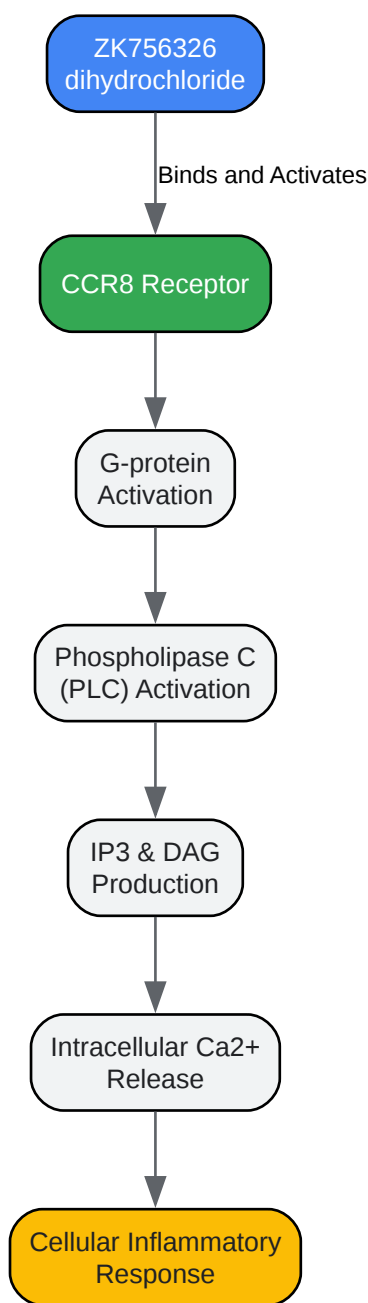 ZK756326
dihydrochloride
Binds and Activates
CCR8 Receptor
G-protein
Activation
Phospholipase C
(PLC) Activation
IP3 & DAG
Production
Intracellular Ca2+
Release
Cellular Inflammatory
Response